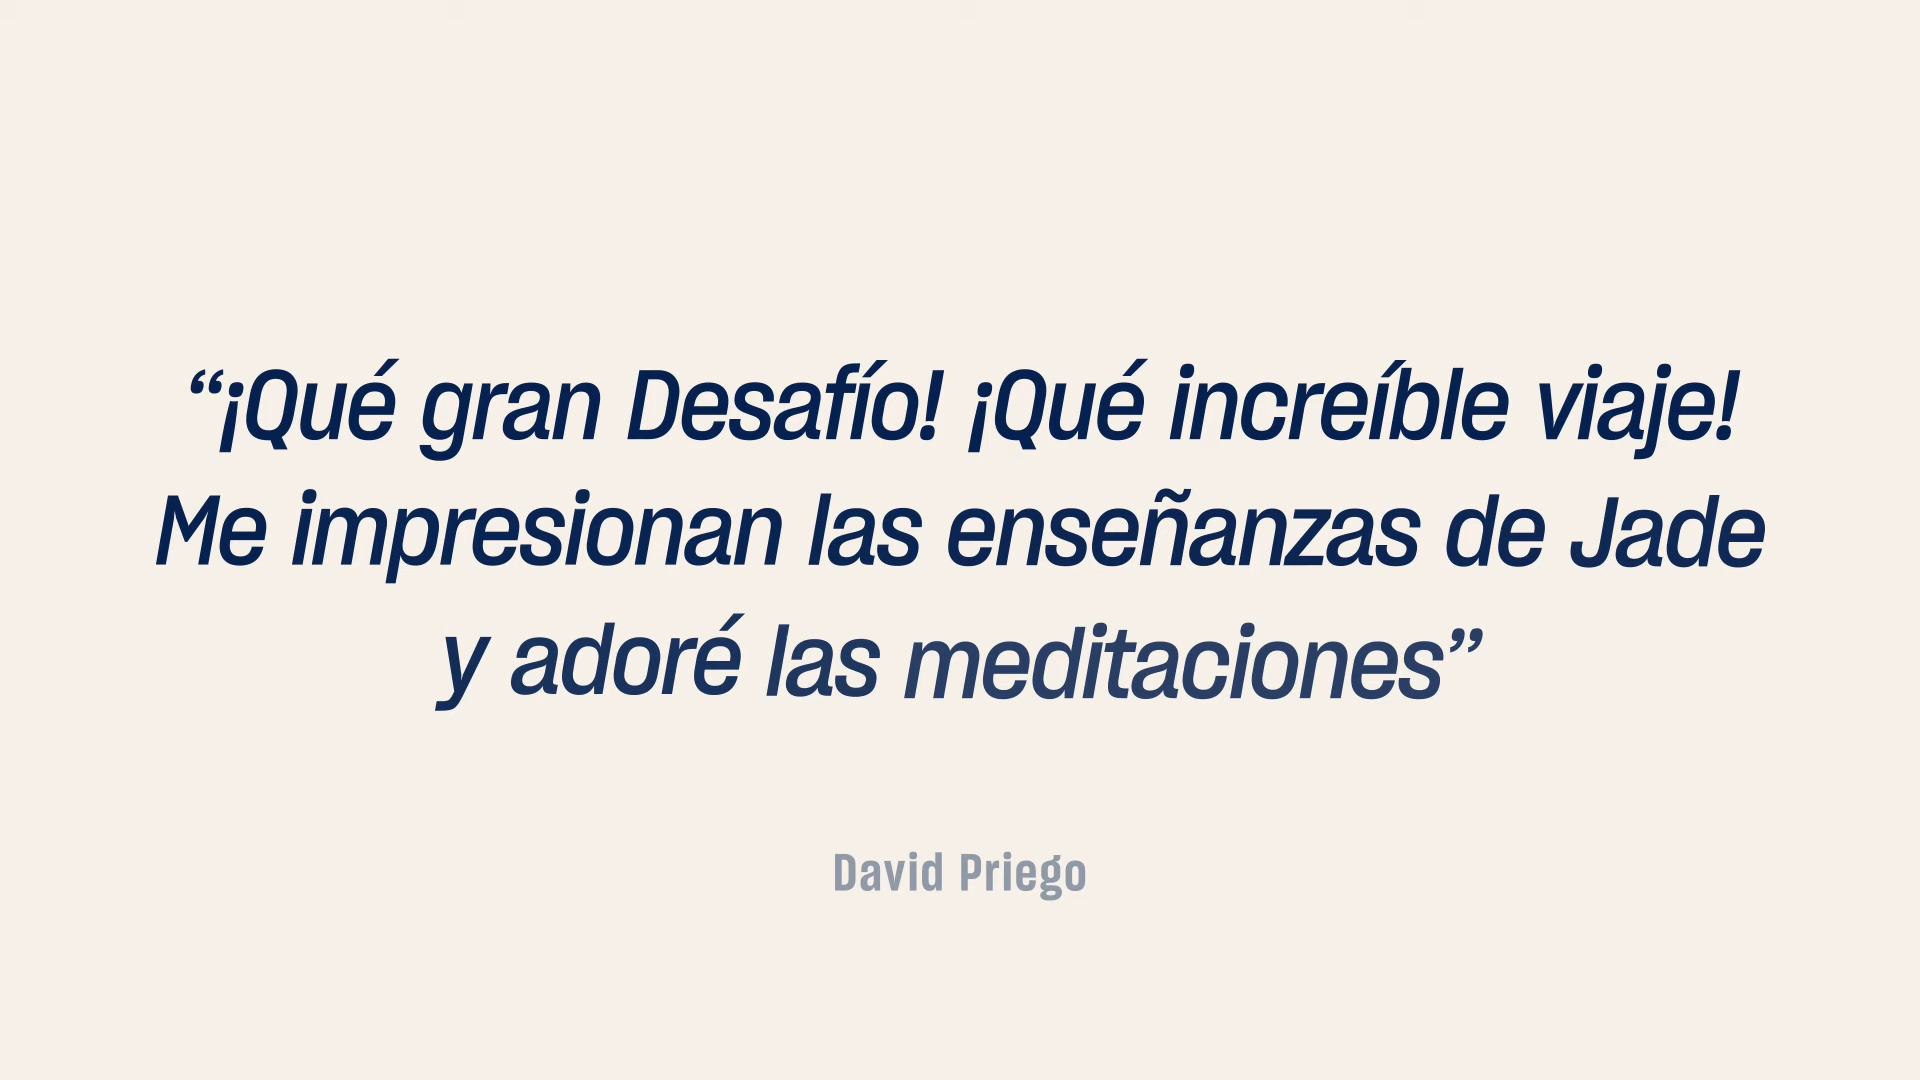 “¡Qué gran Desafío! ¡Qué increíble viaje!
Me impresionan las enseñanzas de Jade
y adoré las meditaciones”
David Priego